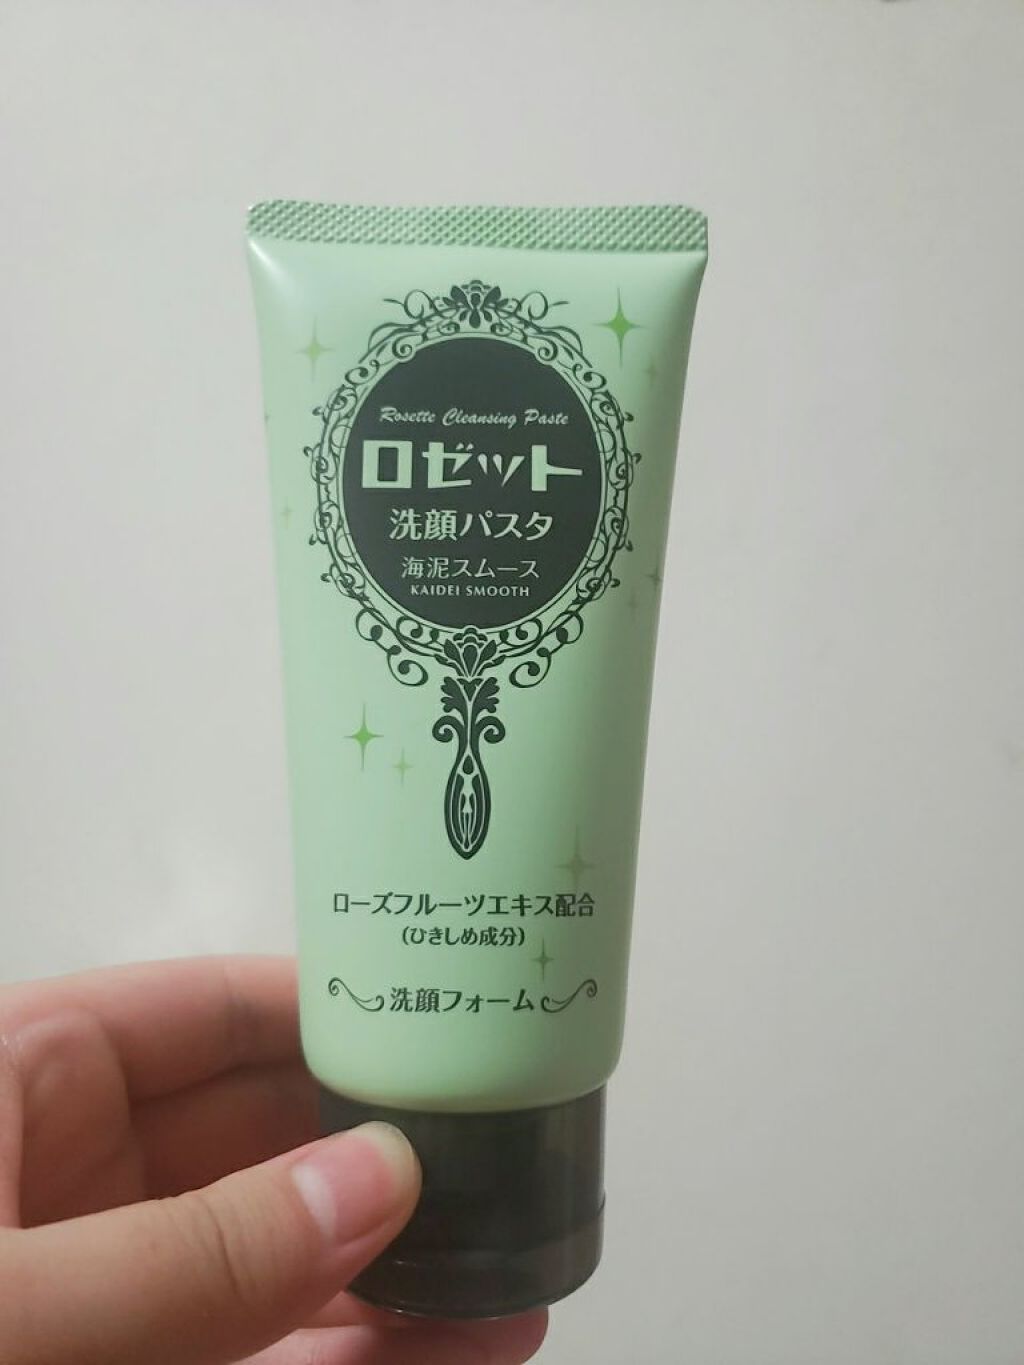 Rosette Cleansing Paste
ロゼット
洗顔パスタ
海泥スムース
KAIDEI SMOOTH
ローズフルーツエキス配合
(ひきしめ成分)
洗顔フォーム